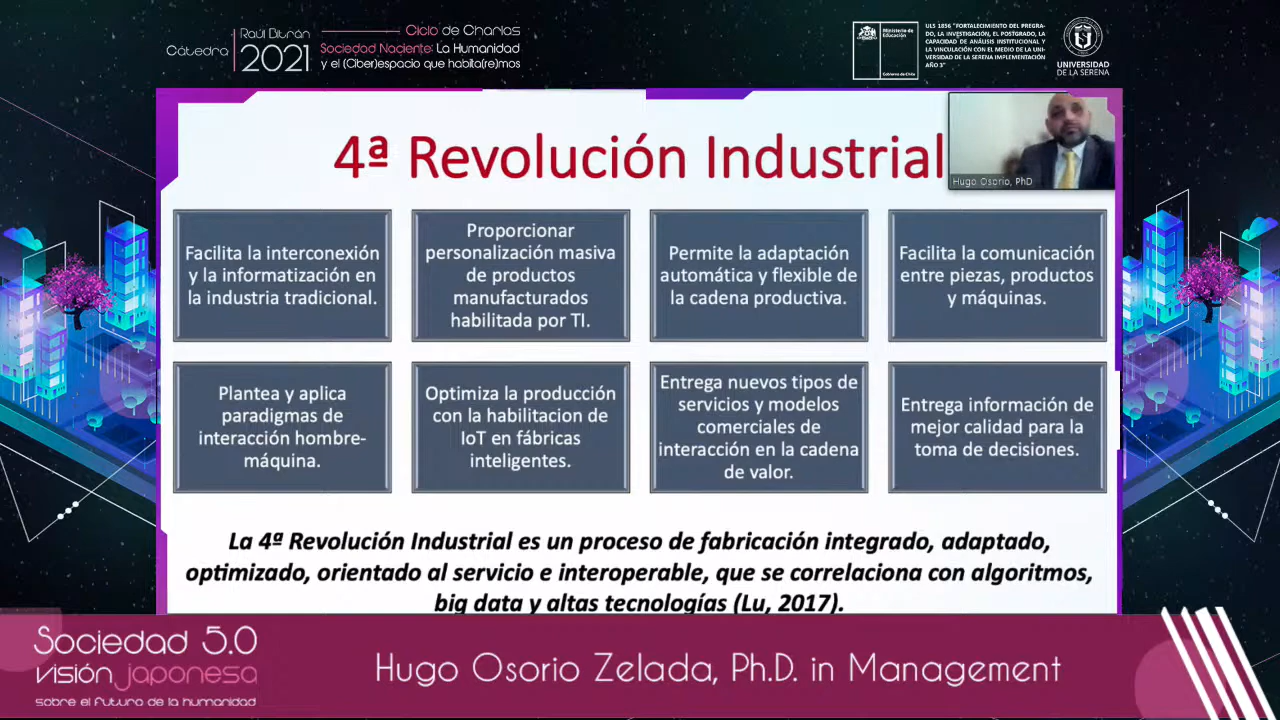 Cátedra
Raúl Bitrán
2021
Ciclo de Charlas
Sociedad Naciente: La Humanidad
y el (Ciber)espacio que habita(re)mos
Ministerio de
Educación
Gobierno de Chile
ULS 1856 "FORTALECIMIENTO DEL PREGRA-
DO, LA INVESTIGACIÓN, EL POSTGRADO, LA
CAPACIDAD DE ANÁLISIS INSTITUCIONAL Y
LA VINCULACIÓN CON EL MEDIO DE LA UNI-
VERSIDAD DE LA SERENA IMPLEMENTACIÓN
AÑO 3"
UNIVERSIDAD
DE LA SERENA
4ª Revolución Industrial
Hugo Osorio, PhD
Facilita la interconexión
y la informatización en
la industria tradicional.
Proporcionar
personalización masiva
de productos
manufacturados
habilitada por TI.
Permite la adaptación
automática y flexible de
la cadena productiva.
Facilita la comunicación
entre piezas, productos
y máquinas.
Plantea y aplica
paradigmas de
interacción hombre-
máquina.
Optimiza la producción
con la habilitacion de
IoT en fábricas
inteligentes.
Entrega nuevos tipos de
servicios y modelos
comerciales de
interacción en la cadena
de valor.
Entrega información de
mejor calidad para la
toma de decisiones.
La 4ª Revolución Industrial es un proceso de fabricación integrado, adaptado,
optimizado, orientado al servicio e interoperable, que se correlaciona con algoritmos,
big data y altas tecnologías (Lu, 2017).
Sociedad 5.0
visión japonesa
sobre el futuro de la humanidad
Hugo Osorio Zelada, Ph.D. in Management